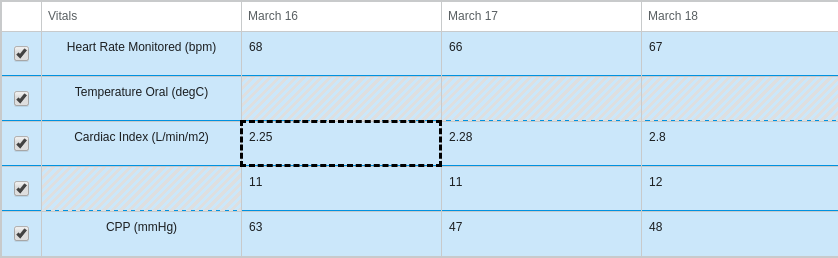 Vitals March 16 March 17 March 18
Heart Rate Monitored (bpm) 68 66 67
Temperature Oral (degC)
Cardiac Index (L/min/m2) 2.25 2.28 2.8
11 11 12
CPP (mmHg) 63 47 48